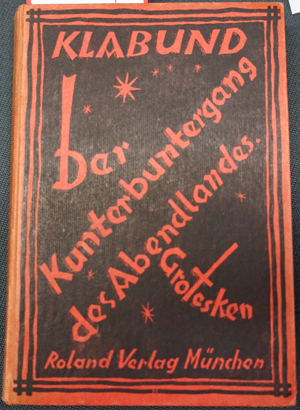 KLABUND
Der
Kunterbuntergang
des Abendlandes.
Grotesken
Roland Verlag München